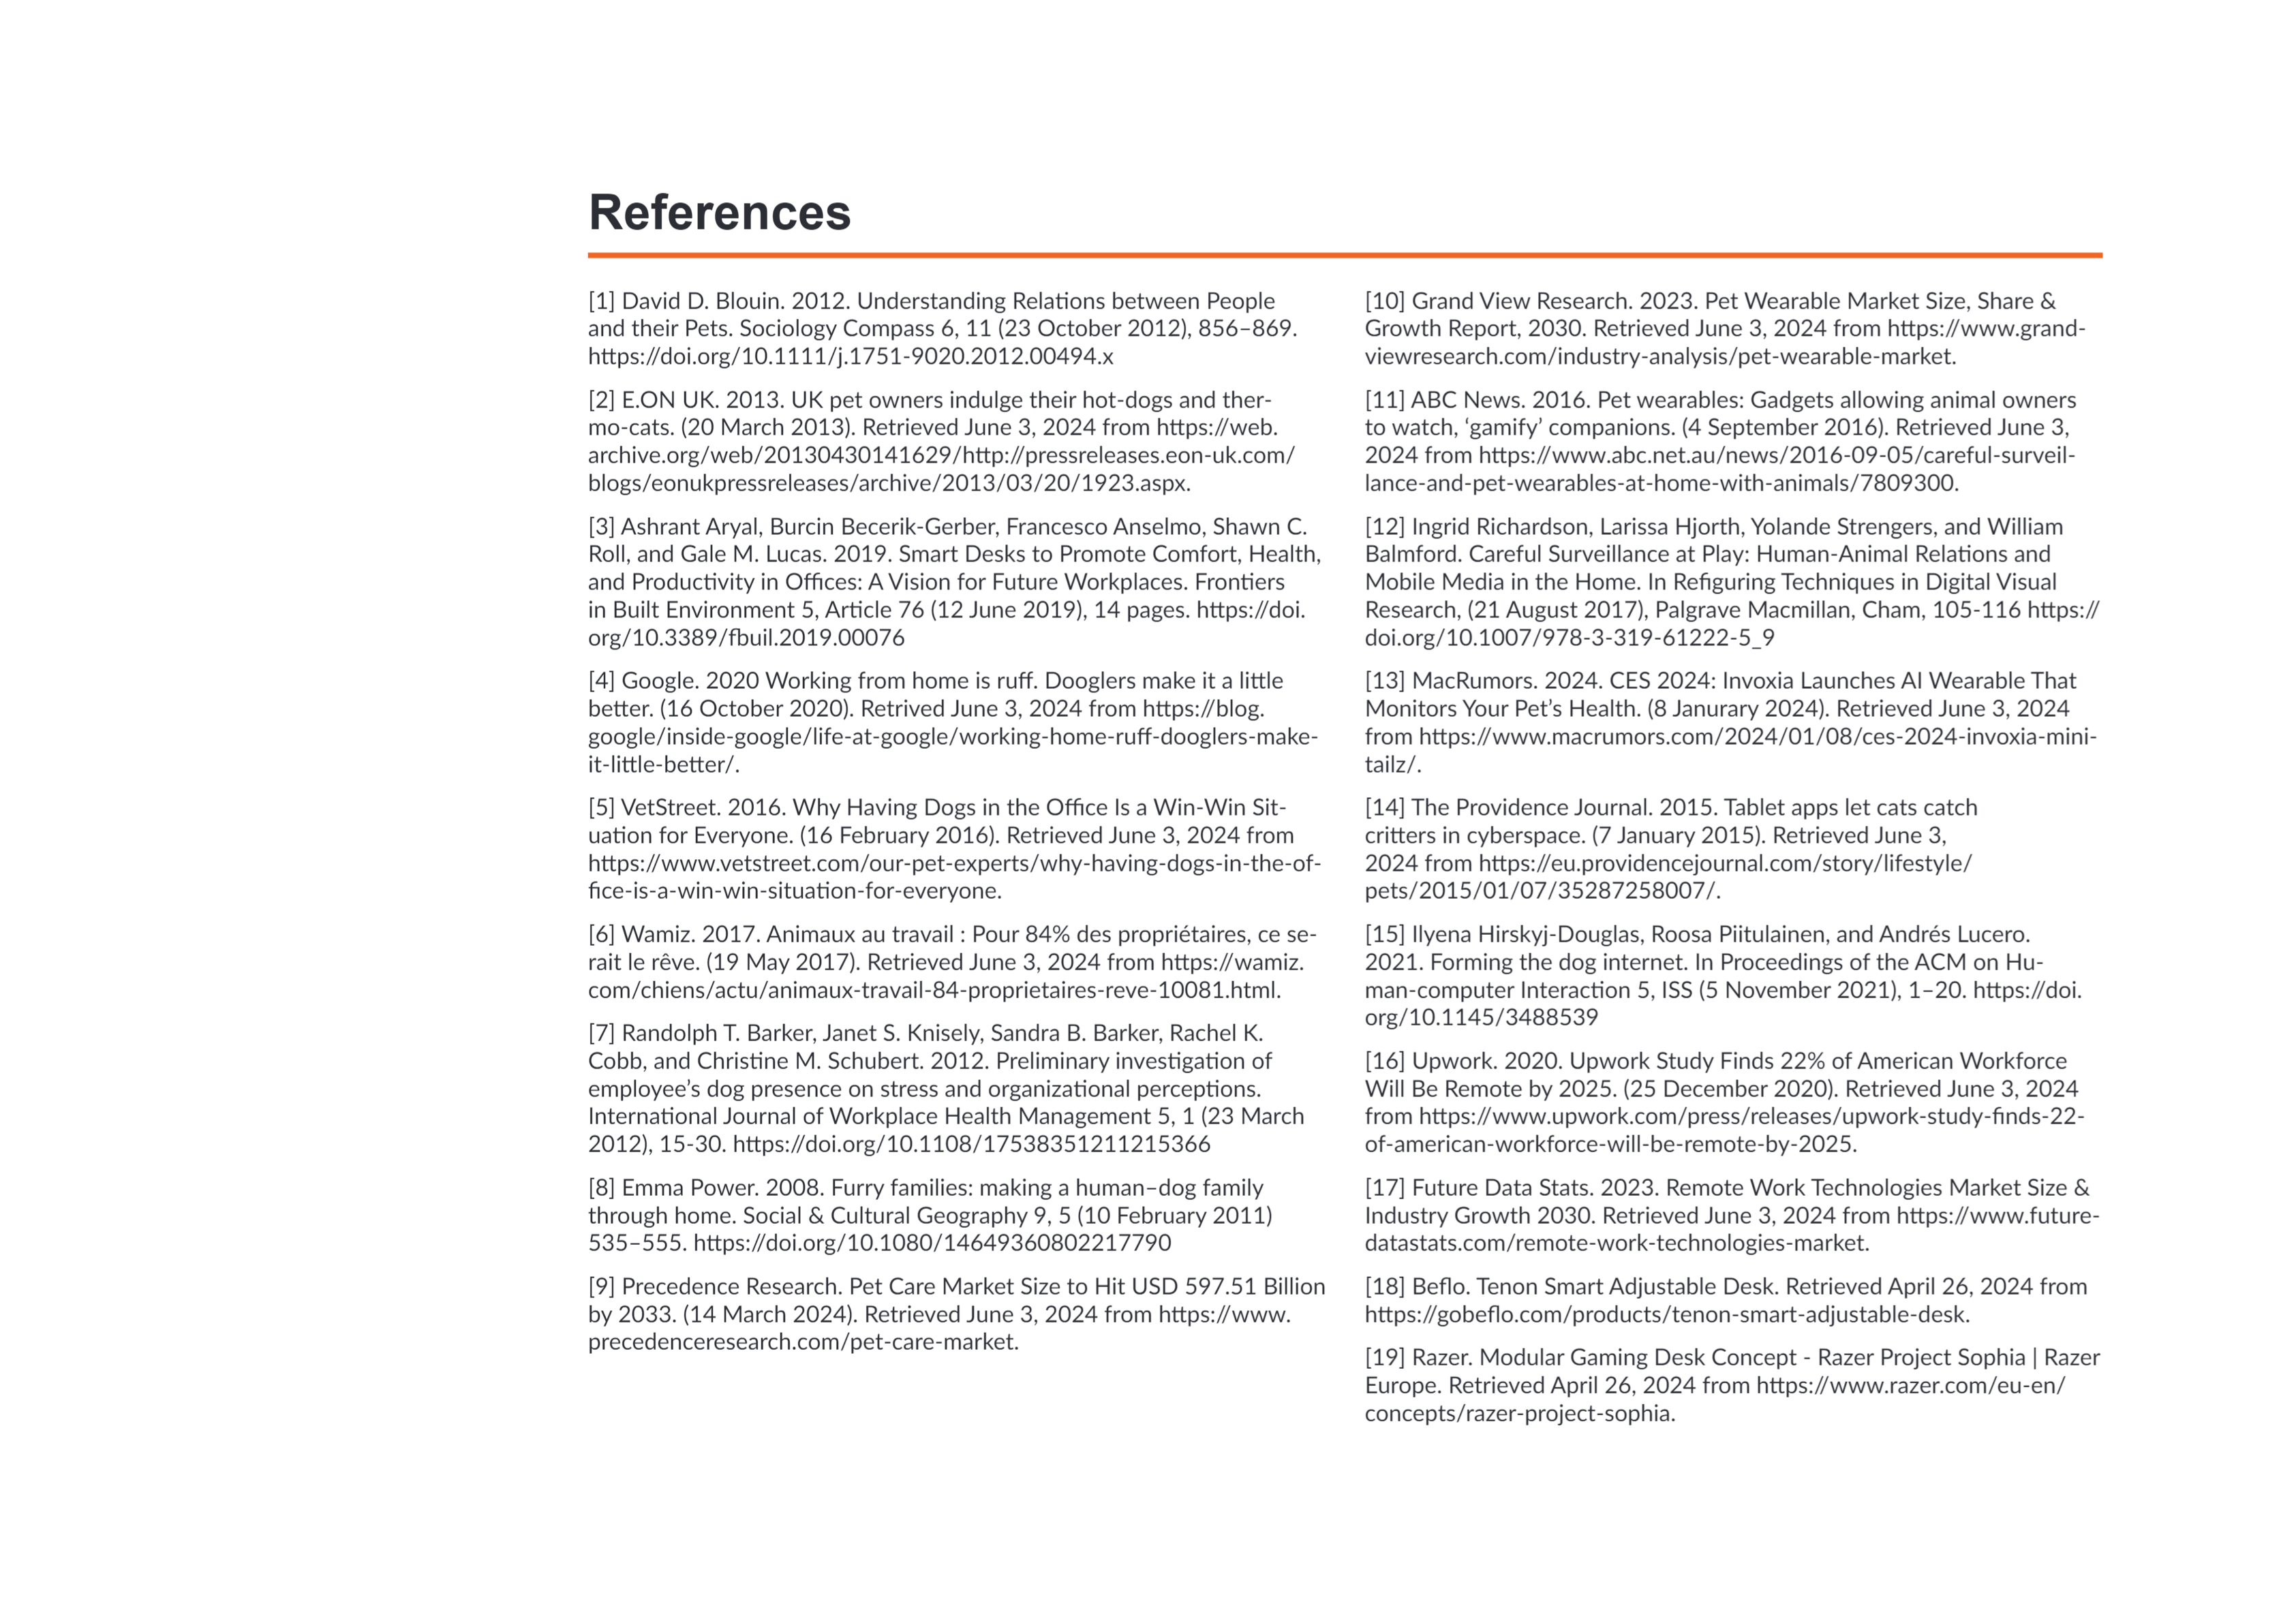 References
[1] David D. Blouin. 2012. Understanding Relations between People
and their Pets. Sociology Compass 6, 11 (23 October 2012), 856–869.
https://doi.org/10.1111/j.1751-9020.2012.00494.x
[2] E.ON UK. 2013. UK pet owners indulge their hot-dogs and ther-
mo-cats. (20 March 2013). Retrieved June 3, 2024 from https://web.
archive.org/web/20130430141629/http://pressreleases.eon-uk.com/
blogs/eonukpressreleases/archive/2013/03/20/1923.aspx.
[3] Ashrant Aryal, Burcin Becerik-Gerber, Francesco Anselmo, Shawn C.
Roll, and Gale M. Lucas. 2019. Smart Desks to Promote Comfort, Health,
and Productivity in Offices: A Vision for Future Workplaces. Frontiers
in Built Environment 5, Article 76 (12 June 2019), 14 pages. https://doi.
org/10.3389/fbuil.2019.00076
[4] Google. 2020 Working from home is ruff. Dooglers make it a little
better. (16 October 2020). Retrived June 3, 2024 from https://blog.
google/inside-google/life-at-google/working-home-ruff-dooglers-make-
it-little-better/.
[5] VetStreet. 2016. Why Having Dogs in the Office Is a Win-Win Sit-
uation for Everyone. (16 February 2016). Retrieved June 3, 2024 from
https://www.vetstreet.com/our-pet-experts/why-having-dogs-in-the-of-
fice-is-a-win-win-situation-for-everyone.
[6] Wamiz. 2017. Animaux au travail : Pour 84% des propriétaires, ce se-
rait le rêve. (19 May 2017). Retrieved June 3, 2024 from https://wamiz.
com/chiens/actu/animaux-travail-84-proprietaires-reve-10081.html.
[7] Randolph T. Barker, Janet S. Knisely, Sandra B. Barker, Rachel K.
Cobb, and Christine M. Schubert. 2012. Preliminary investigation of
employee’s dog presence on stress and organizational perceptions.
International Journal of Workplace Health Management 5, 1 (23 March
2012), 15-30. https://doi.org/10.1108/17538351211215366
[8] Emma Power. 2008. Furry families: making a human–dog family
through home. Social & Cultural Geography 9, 5 (10 February 2011)
535–555. https://doi.org/10.1080/14649360802217790
[9] Precedence Research. Pet Care Market Size to Hit USD 597.51 Billion
by 2033. (14 March 2024). Retrieved June 3, 2024 from https://www.
precedenceresearch.com/pet-care-market.
[10] Grand View Research. 2023. Pet Wearable Market Size, Share &
Growth Report, 2030. Retrieved June 3, 2024 from https://www.grand-
viewresearch.com/industry-analysis/pet-wearable-market.
[11] ABC News. 2016. Pet wearables: Gadgets allowing animal owners
to watch, ‘gamify’ companions. (4 September 2016). Retrieved June 3,
2024 from https://www.abc.net.au/news/2016-09-05/careful-surveil-
lance-and-pet-wearables-at-home-with-animals/7809300.
[12] Ingrid Richardson, Larissa Hjorth, Yolande Strengers, and William
Balmford. Careful Surveillance at Play: Human-Animal Relations and
Mobile Media in the Home. In Refiguring Techniques in Digital Visual
Research, (21 August 2017), Palgrave Macmillan, Cham, 105-116 https://
doi.org/10.1007/978-3-319-61222-5_9
[13] MacRumors. 2024. CES 2024: Invoxia Launches AI Wearable That
Monitors Your Pet’s Health. (8 Janurary 2024). Retrieved June 3, 2024
from https://www.macrumors.com/2024/01/08/ces-2024-invoxia-mini-
tailz/.
[14] The Providence Journal. 2015. Tablet apps let cats catch
critters in cyberspace. (7 January 2015). Retrieved June 3,
2024 from https://eu.providencejournal.com/story/lifestyle/
pets/2015/01/07/35287258007/.
[15] Ilyena Hirskyj-Douglas, Roosa Piitulainen, and Andrés Lucero.
2021. Forming the dog internet. In Proceedings of the ACM on Hu-
man-computer Interaction 5, ISS (5 November 2021), 1–20. https://doi.
org/10.1145/3488539
[16] Upwork. 2020. Upwork Study Finds 22% of American Workforce
Will Be Remote by 2025. (25 December 2020). Retrieved June 3, 2024
from https://www.upwork.com/press/releases/upwork-study-finds-22-
of-american-workforce-will-be-remote-by-2025.
[17] Future Data Stats. 2023. Remote Work Technologies Market Size &
Industry Growth 2030. Retrieved June 3, 2024 from https://www.future-
datastats.com/remote-work-technologies-market.
[18] Beflo. Tenon Smart Adjustable Desk. Retrieved April 26, 2024 from
https://gobeflo.com/products/tenon-smart-adjustable-desk.
[19] Razer. Modular Gaming Desk Concept - Razer Project Sophia | Razer
Europe. Retrieved April 26, 2024 from https://www.razer.com/eu-en/
concepts/razer-project-sophia.